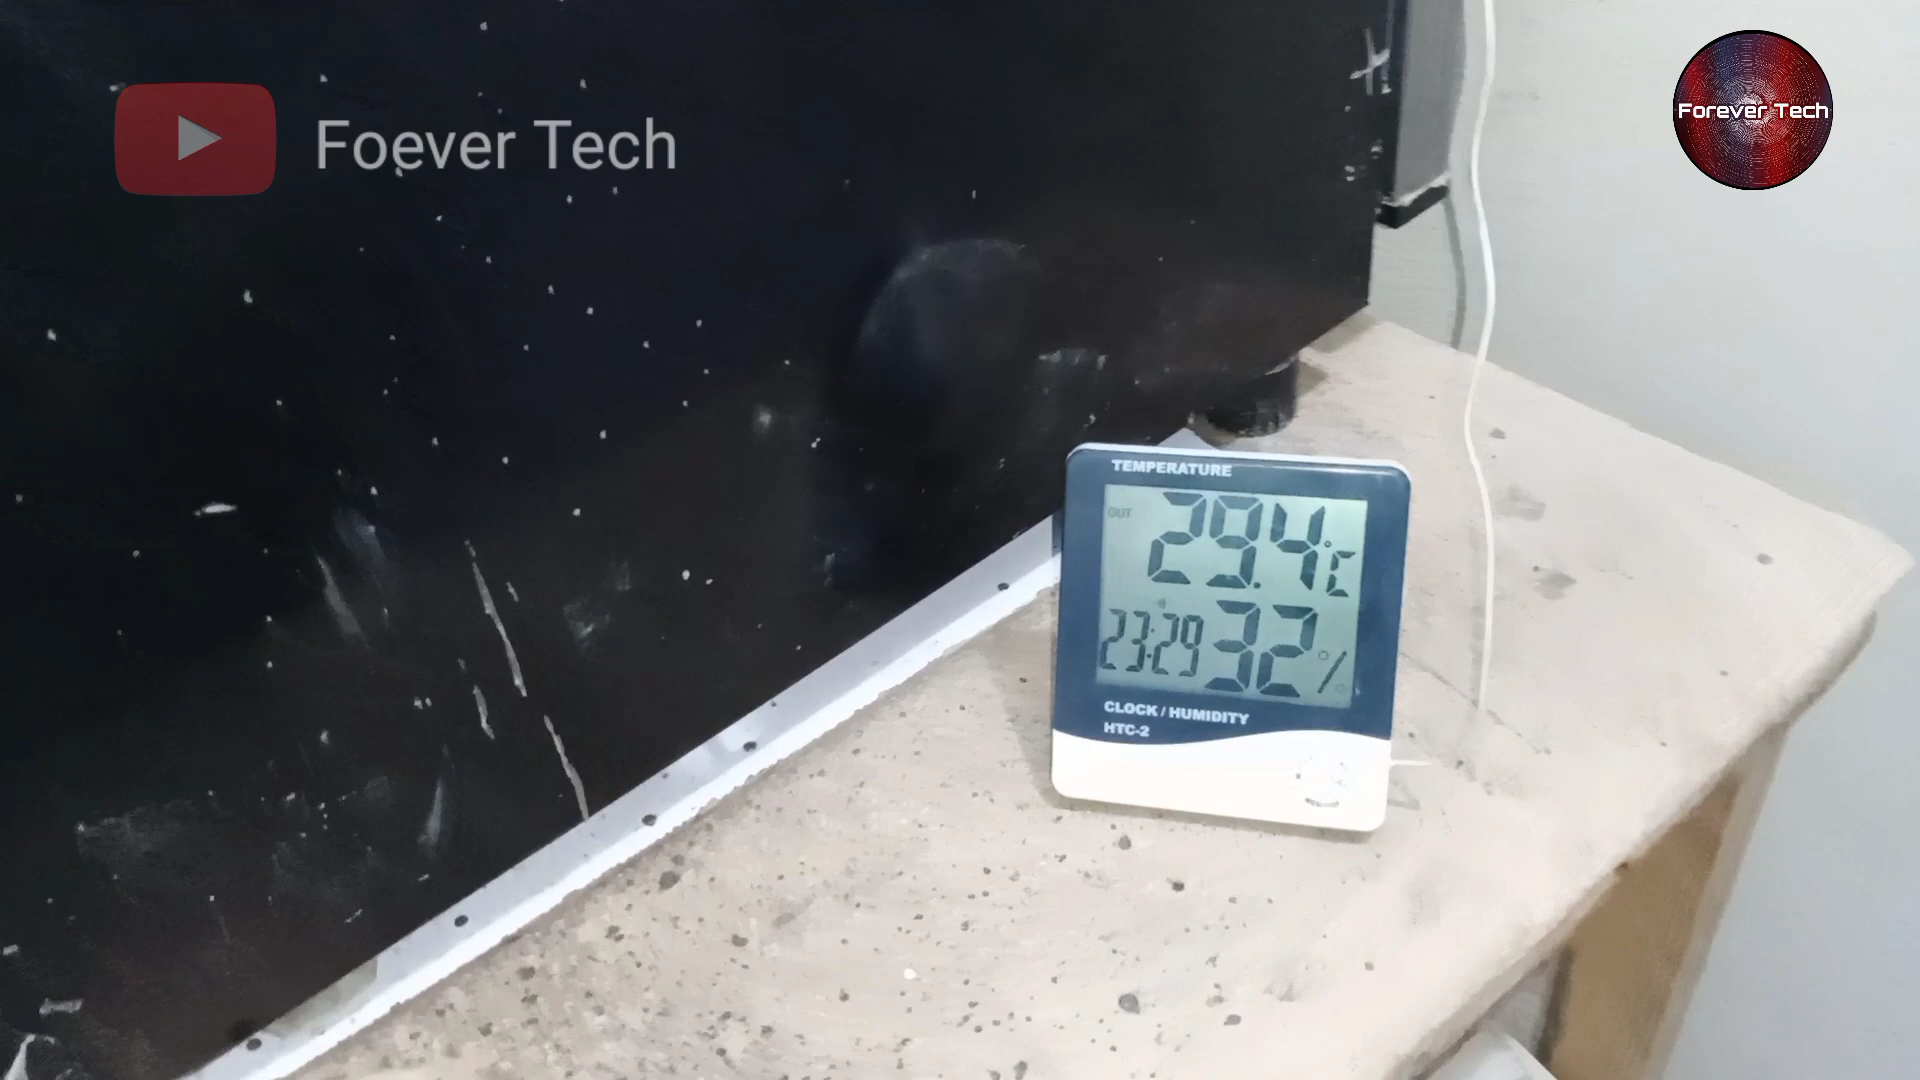 Foever Tech
Forever Tech
TEMPERATURE
OUT
29.4°C
23:29 32%
CLOCK / HUMIDITY
HTC-2